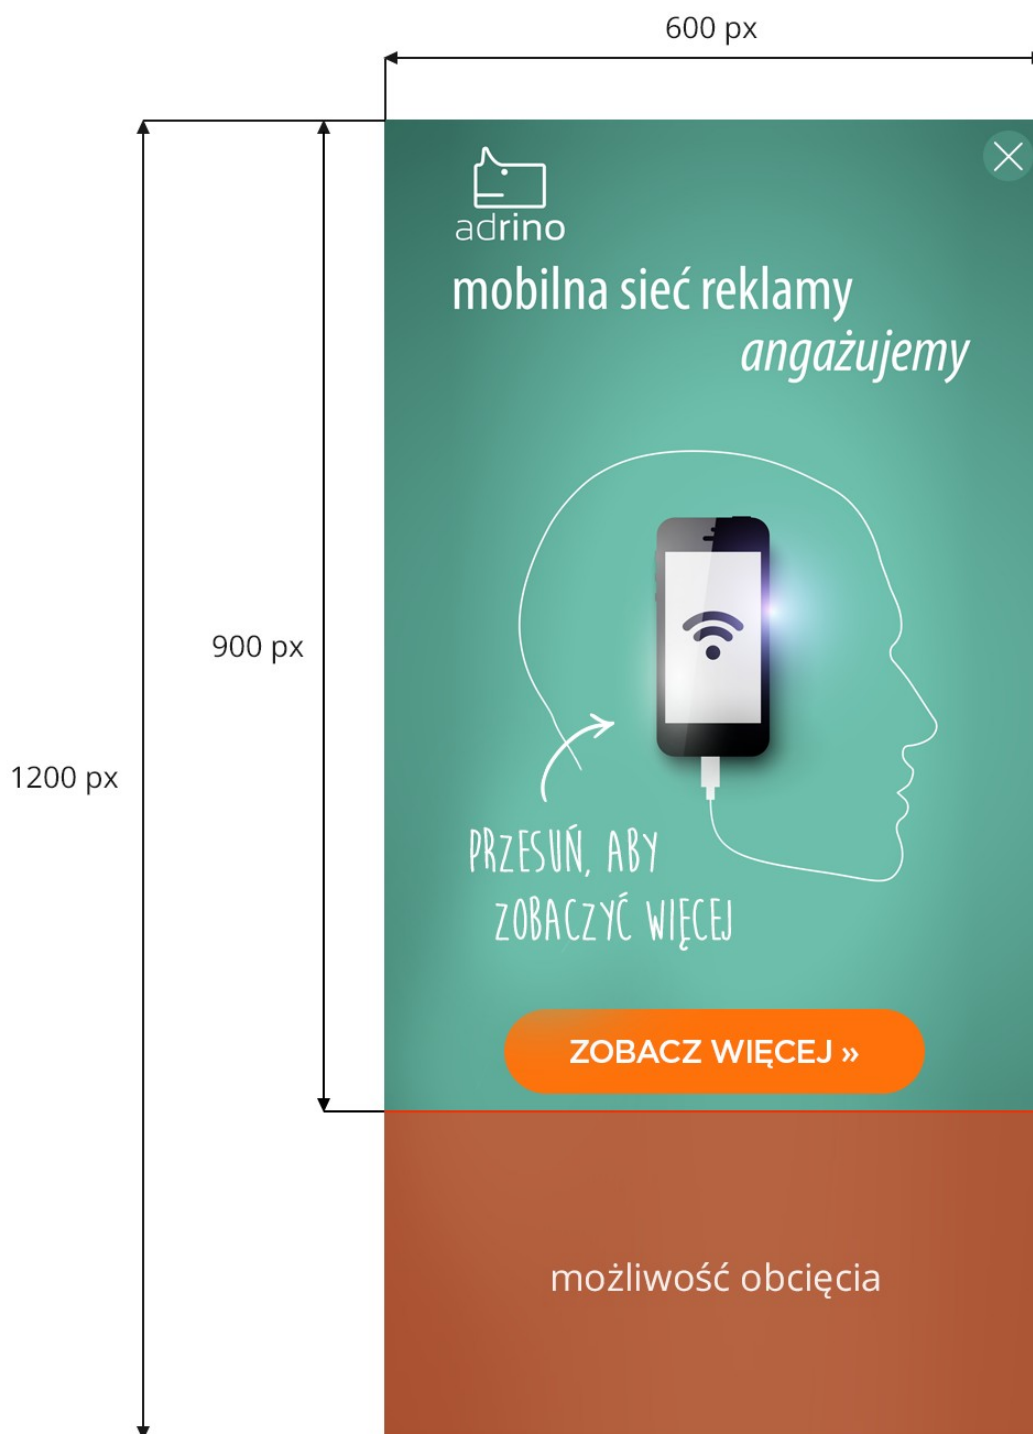 600 px
adrino
mobilna sieć reklamy
angażujemy
900 px
1200 px
PRZESUŃ, ABY
ZOBACZYĆ WIĘCEJ
ZOBACZ WIĘCEJ »
możliwość obcięcia